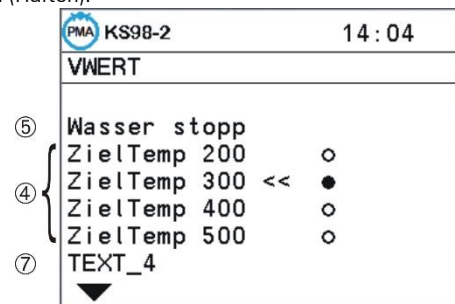 (Halten).
PMA KS98-2 14:04
VWERT
⑤ Wasser stopp
ZielTemp 200 o
④ ZielTemp 300 << ●
ZielTemp 400 o
ZielTemp 500 o
⑦ TEXT_4